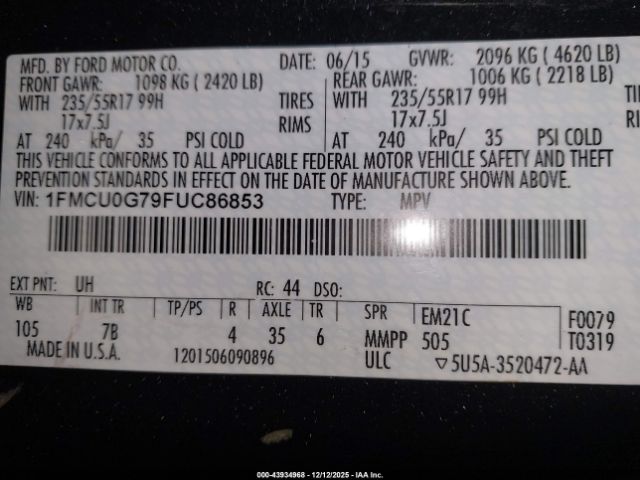 MFD. BY FORD MOTOR CO. DATE: 06/15 GVWR: 2096 KG ( 4620 LB)
FRONT GAWR: 1098 KG ( 2420 LB) REAR GAWR: 1006 KG ( 2218 LB)
WITH 235/55R17 99H TIRES WITH 235/55R17 99H TIRES
17x7.5J RIMS 17x7.5J RIMS
AT 240 kPa/ 35 PSI COLD AT 240 kPa/ 35 PSI COLD
THIS VEHICLE CONFORMS TO ALL APPLICABLE FEDERAL MOTOR VEHICLE SAFETY AND THEFT
PREVENTION STANDARDS IN EFFECT ON THE DATE OF MANUFACTURE SHOWN ABOVE.
VIN: 1FMCU0G79FUC86853 TYPE: MPV
EXT PNT: UH RC: 44 DSO:
WB INT TR TP/PS R AXLE TR SPR EM21C F0079
105 7B 4 35 6 MMPP 505 T0319
MADE IN U.S.A. 1201506090896 ULC ▽5U5A-3520472-AA
000-43934968 - 12/12/2025 - IAA Inc.